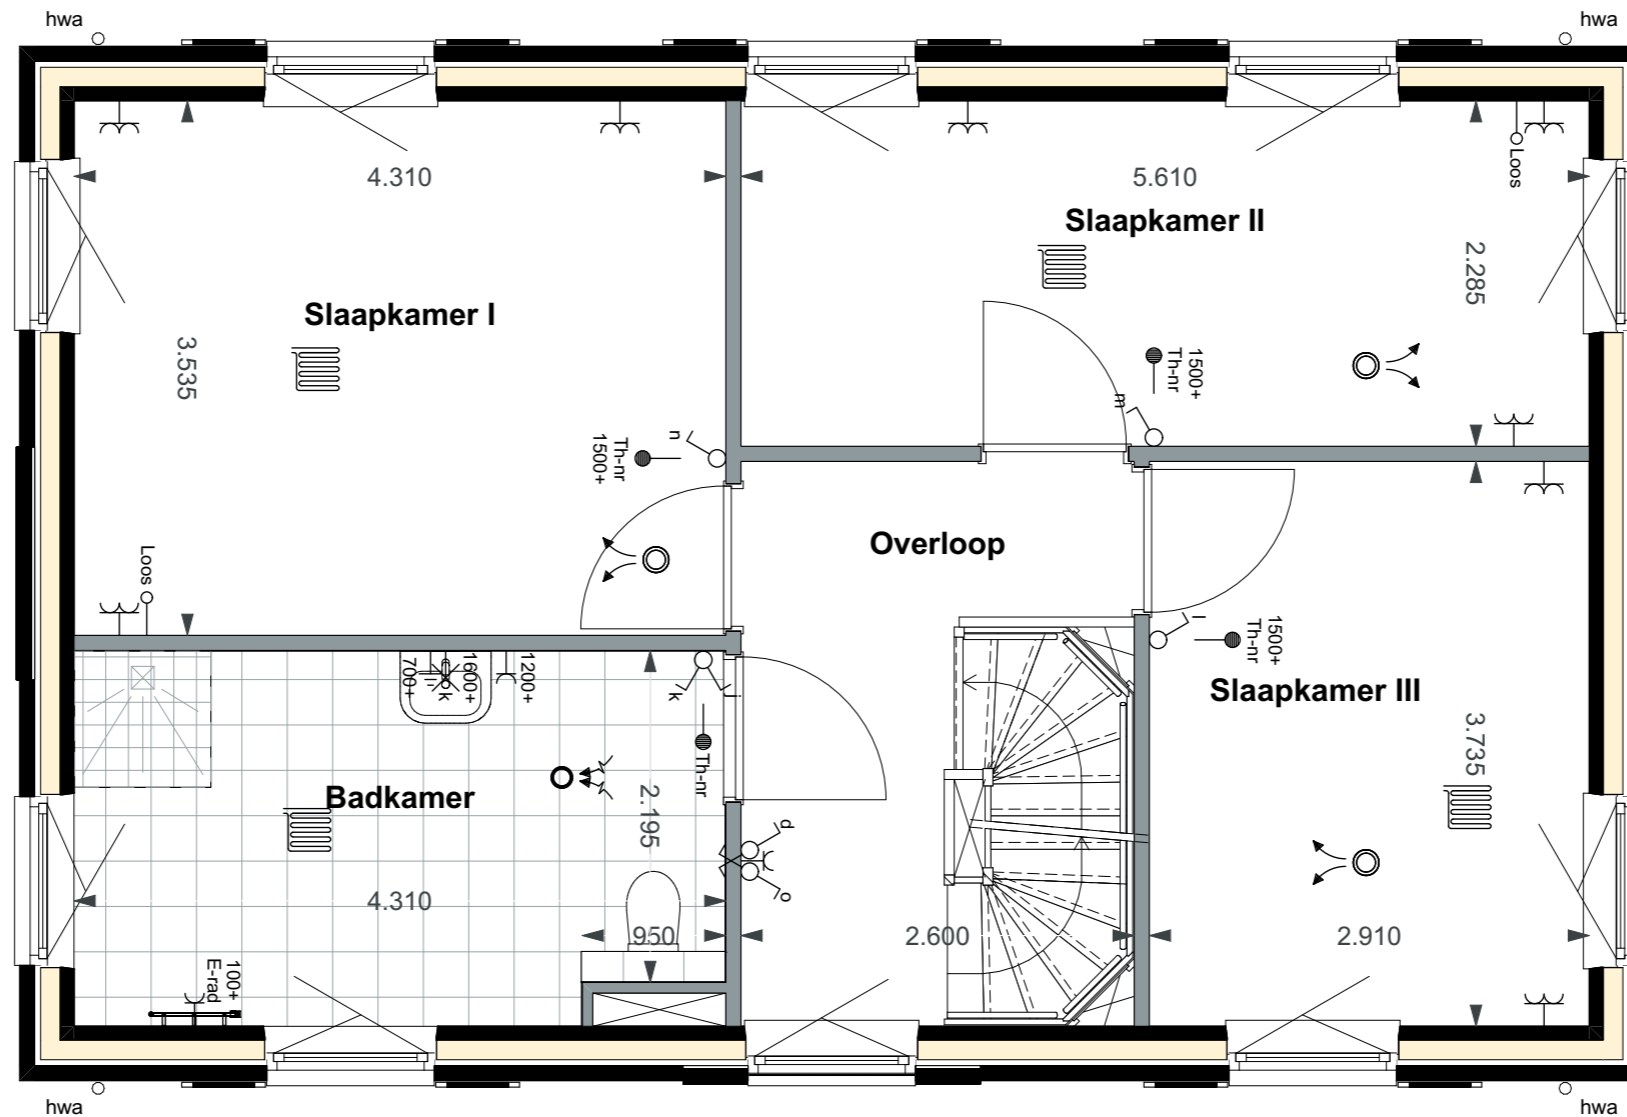 hwa
hwa
4.310
5.610
Loos
Slaapkamer II
2.285
Slaapkamer I
3.535
1500+
Th-nr
m
n
Th-nr
1500+
Overloop
Loos
l
1500+
Th-nr
Slaapkamer III
700+
k
1600+
1200+
k
j
Th-nr
3.735
Badkamer
2.195
d
o
4.310
950
2.600
2.910
100+
E-rad
hwa
hwa